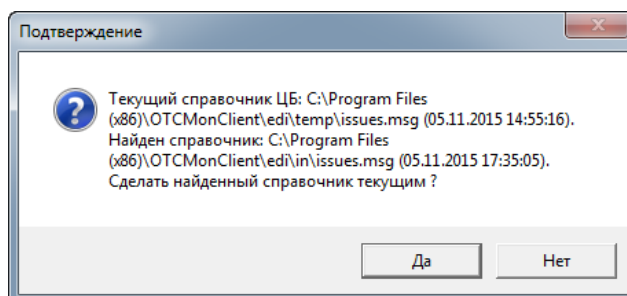 Подтверждение
Текущий справочник ЦБ: C:\Program Files
(x86)\OTCMonClient\edi\temp\issues.msg (05.11.2015 14:55:16).
Найден справочник: C:\Program Files
(x86)\OTCMonClient\edi\in\issues.msg (05.11.2015 17:35:05).
Сделать найденный справочник текущим ?
Да Нет